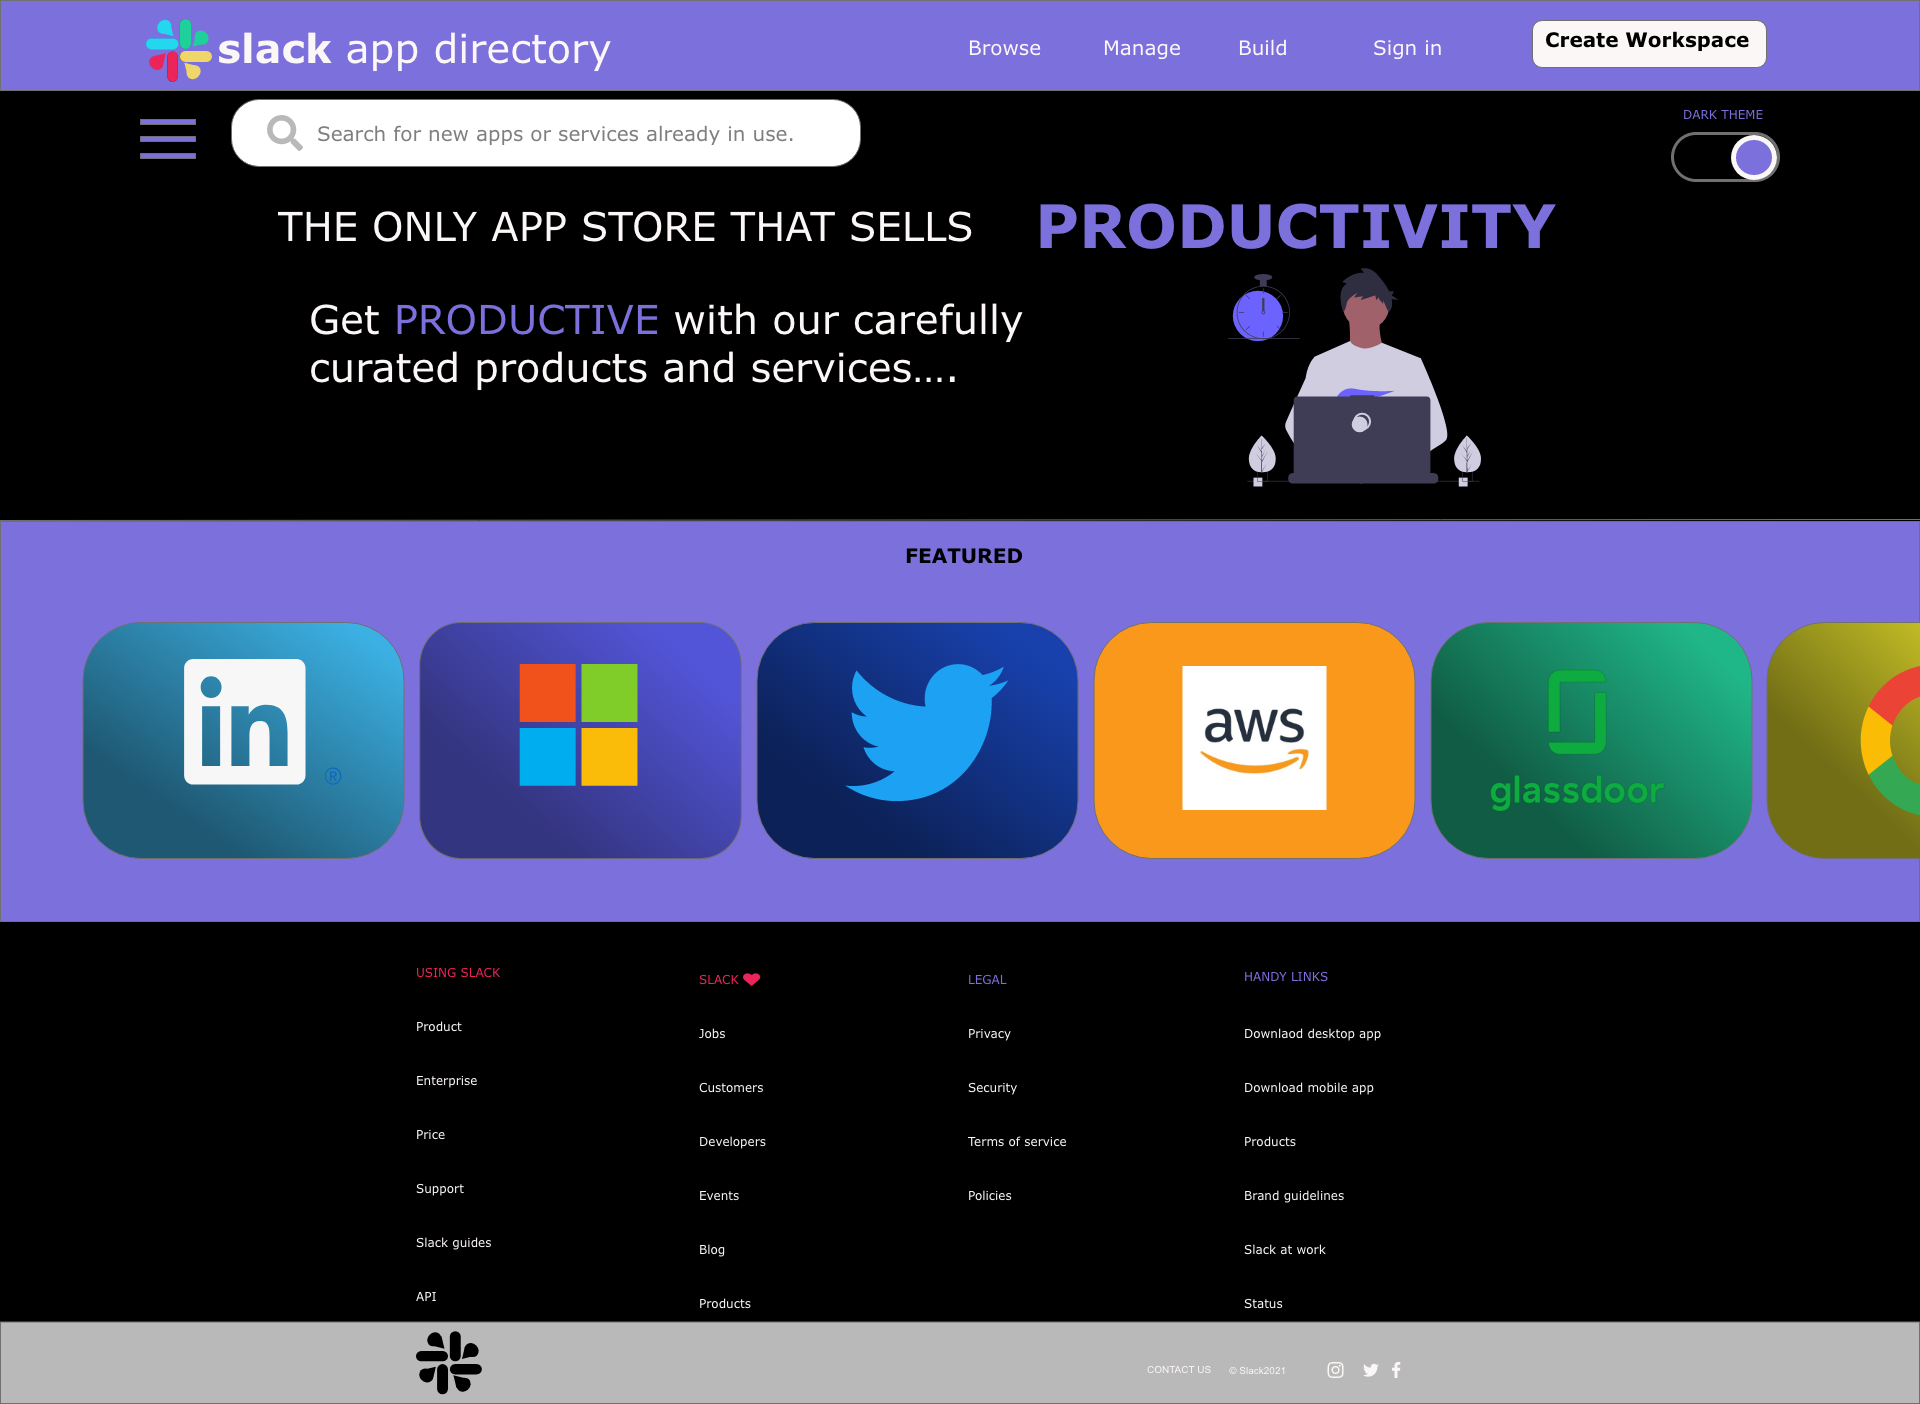 slack app directory
Browse Manage Build Sign in Create Workspace
Search for new apps or services already in use.
DARK THEME
THE ONLY APP STORE THAT SELLS PRODUCTIVITY
Get PRODUCTIVE with our carefully
curated products and services….
FEATURED
in ®
aws
glassdoor
USING SLACK
Product
Enterprise
Price
Support
Slack guides
API
SLACK
Jobs
Customers
Developers
Events
Blog
Products
LEGAL
Privacy
Security
Terms of service
Policies
HANDY LINKS
Downlaod desktop app
Download mobile app
Products
Brand guidelines
Slack at work
Status
CONTACT US © Slack2021